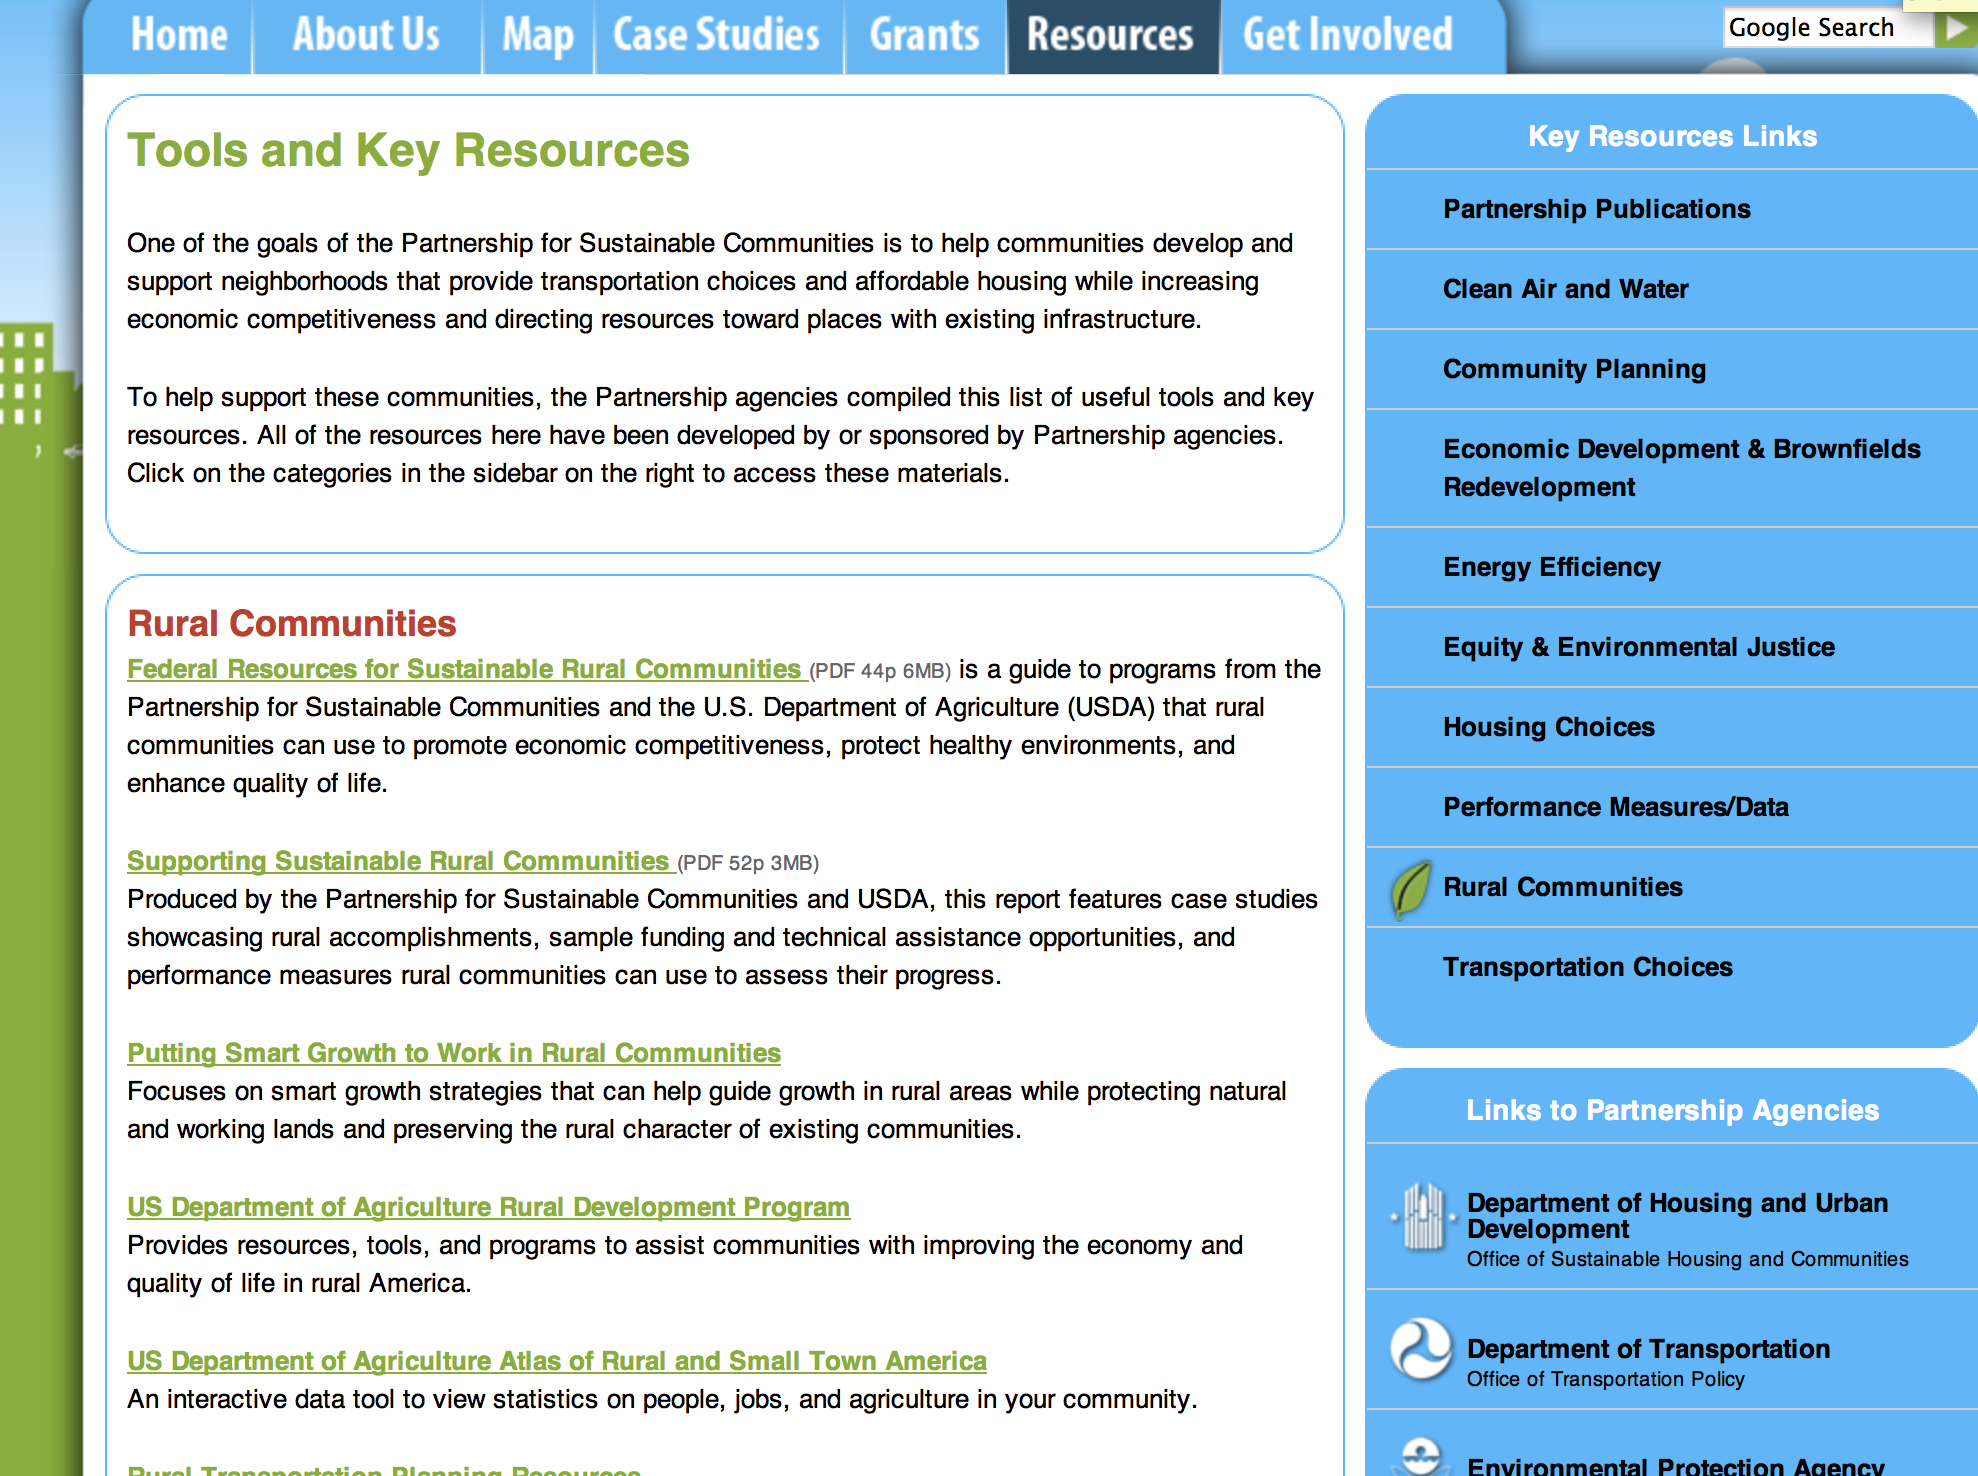 Home About Us Map Case Studies Grants Resources Get Involved
Google Search
Tools and Key Resources
One of the goals of the Partnership for Sustainable Communities is to help communities develop and
support neighborhoods that provide transportation choices and affordable housing while increasing
economic competitiveness and directing resources toward places with existing infrastructure.
To help support these communities, the Partnership agencies compiled this list of useful tools and key
resources. All of the resources here have been developed by or sponsored by Partnership agencies.
Click on the categories in the sidebar on the right to access these materials.
Rural Communities
Federal Resources for Sustainable Rural Communities (PDF 44p 6MB) is a guide to programs from the
Partnership for Sustainable Communities and the U.S. Department of Agriculture (USDA) that rural
communities can use to promote economic competitiveness, protect healthy environments, and
enhance quality of life.
Supporting Sustainable Rural Communities (PDF 52p 3MB)
Produced by the Partnership for Sustainable Communities and USDA, this report features case studies
showcasing rural accomplishments, sample funding and technical assistance opportunities, and
performance measures rural communities can use to assess their progress.
Putting Smart Growth to Work in Rural Communities
Focuses on smart growth strategies that can help guide growth in rural areas while protecting natural
and working lands and preserving the rural character of existing communities.
US Department of Agriculture Rural Development Program
Provides resources, tools, and programs to assist communities with improving the economy and
quality of life in rural America.
US Department of Agriculture Atlas of Rural and Small Town America
An interactive data tool to view statistics on people, jobs, and agriculture in your community.
Rural Transportation Planning Resources
Key Resources Links
Partnership Publications
Clean Air and Water
Community Planning
Economic Development & Brownfields
Redevelopment
Energy Efficiency
Equity & Environmental Justice
Housing Choices
Performance Measures/Data
Rural Communities
Transportation Choices
Links to Partnership Agencies
Department of Housing and Urban
Development
Office of Sustainable Housing and Communities
Department of Transportation
Office of Transportation Policy
Environmental Protection Agency